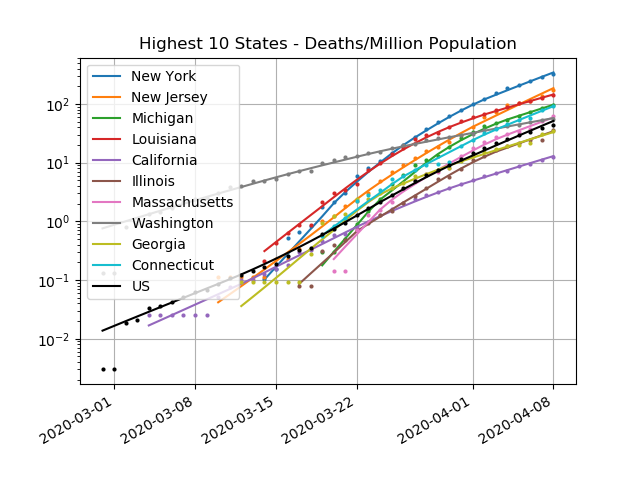 Highest 10 States - Deaths/Million Population
New York
New Jersey
Michigan
Louisiana
California
Illinois
Massachusetts
Washington
Georgia
Connecticut
US
10²
10¹
10⁰
10⁻¹
10⁻²
2020-03-01
2020-03-08
2020-03-15
2020-03-22
2020-04-01
2020-04-08